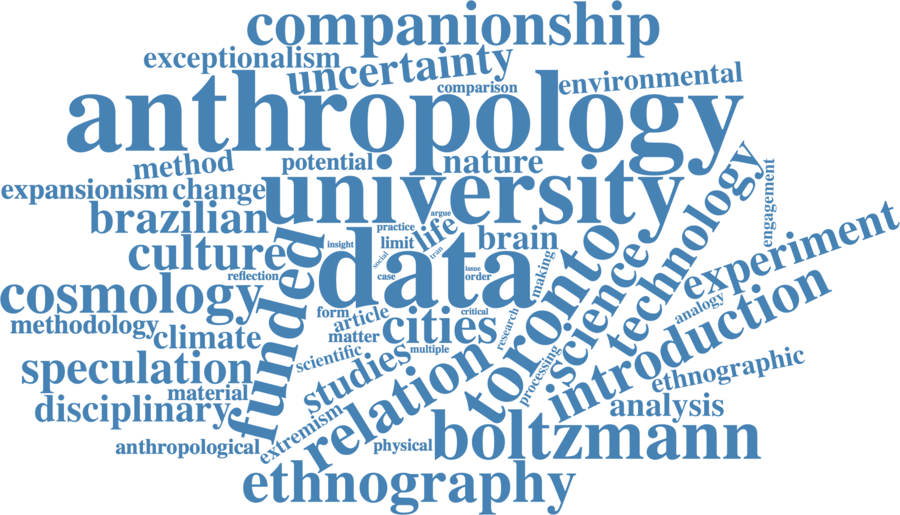 companionship
exceptionalism
uncertainty
comparison
environmental
anthropology
method
potential
nature
expansionism
change
university
technology
engagement
brazilian
argue
practice
life
culture
insight
limit
social
tran
brain
funded
data
toronto
science
making
experiment
reflection
case
issue
order
cosmology
form
article
cities
critical
research
analogy
introduction
methodology
climate
matter
scientific
studies
multiple
relation
processing
ethnographic
speculation
material
disciplinary
extremism
analysis
anthropological
physical
boltzmann
ethnography